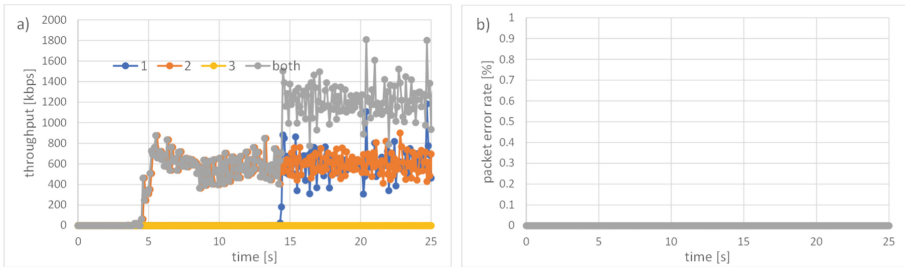 a)
throughput [kbps]
2000
1800
1600
1400
1200
1000
800
600
400
200
0
1 2 3 both
0 5 10 15 20 25
time [s]
b)
packet error rate [%]
1
0.9
0.8
0.7
0.6
0.5
0.4
0.3
0.2
0.1
0
0 5 10 15 20 25
time [s]